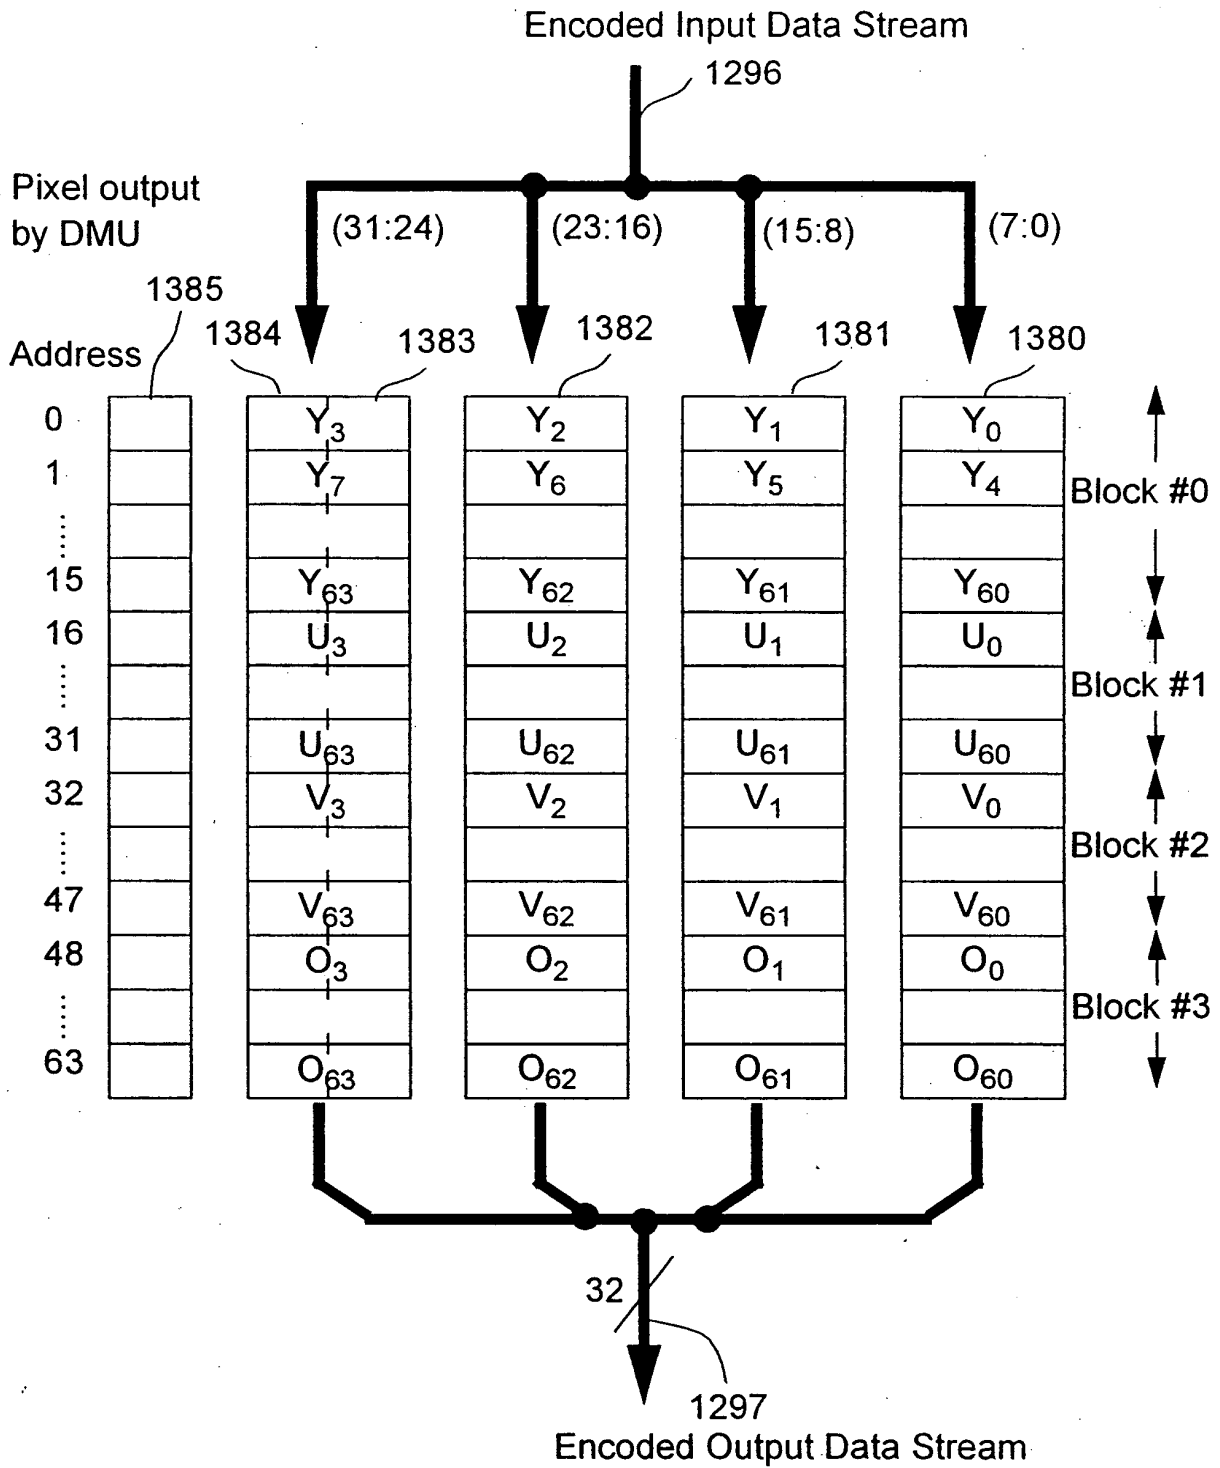 Encoded Input Data Stream
1296
Pixel output
by DMU
(31:24)
(23:16)
(15:8)
(7:0)
1385
1384
1383
1382
1381
1380
Address
0
Y3
Y2
Y1
Y0
1
Y7
Y6
Y5
Y4
Block #0
15
Y63
Y62
Y61
Y60
16
U3
U2
U1
U0
Block #1
31
U63
U62
U61
U60
32
V3
V2
V1
V0
Block #2
47
V63
V62
V61
V60
48
O3
O2
O1
O0
Block #3
63
O63
O62
O61
O60
32
1297
Encoded Output Data Stream